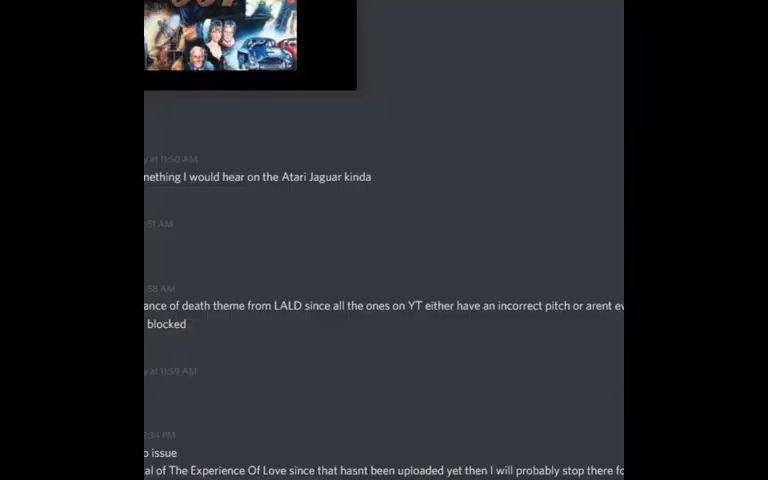 007
y at 11:50 AM
nething I would hear on the Atari Jaguar kinda
:51 AM
:58 AM
ance of death theme from LALD since all the ones on YT either have an incorrect pitch or arent ev
blocked
y at 11:59 AM
2:34 PM
o issue
al of The Experience Of Love since that hasnt been uploaded yet then I will probably stop there fo